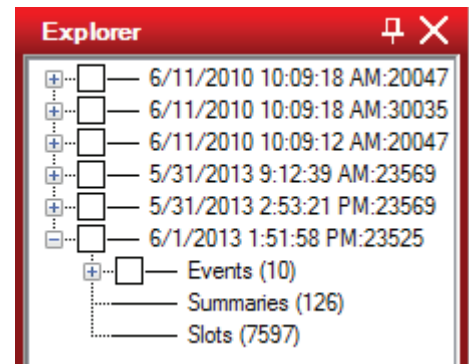 Explorer
6/11/2010 10:09:18 AM:20047
6/11/2010 10:09:18 AM:30035
6/11/2010 10:09:12 AM:20047
5/31/2013 9:12:39 AM:23569
5/31/2013 2:53:21 PM:23569
6/1/2013 1:51:58 PM:23525
Events (10)
Summaries (126)
Slots (7597)